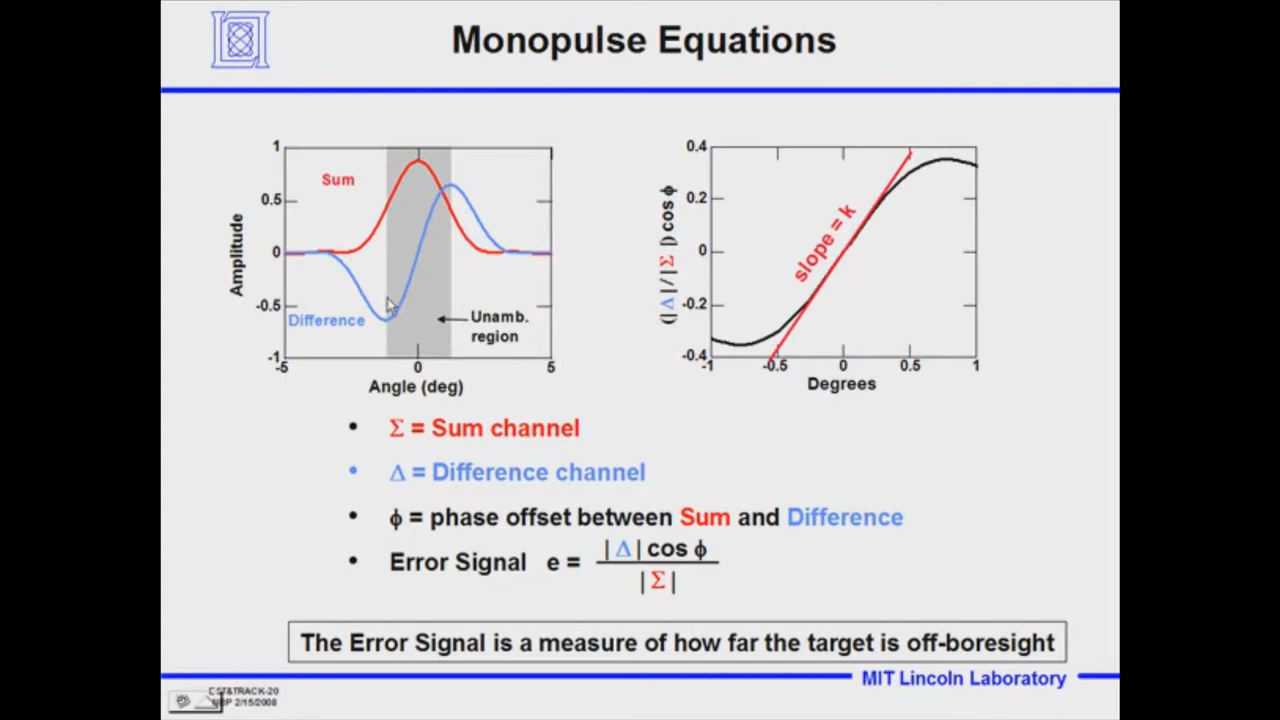 Monopulse Equations
1
0.5
0
-0.5
-1
Amplitude
Sum
Difference
Unamb.
region
-5
0
5
Angle (deg)
0.4
0.2
0
-0.2
-0.4
(|Δ|/|Σ|) cos ϕ
slope = k
-1
-0.5
0
0.5
1
Degrees
• Σ = Sum channel
• Δ = Difference channel
• ϕ = phase offset between Sum and Difference
• Error Signal e = |Δ| cos ϕ
|Σ|
The Error Signal is a measure of how far the target is off-boresight
MIT Lincoln Laboratory
2/15/2008